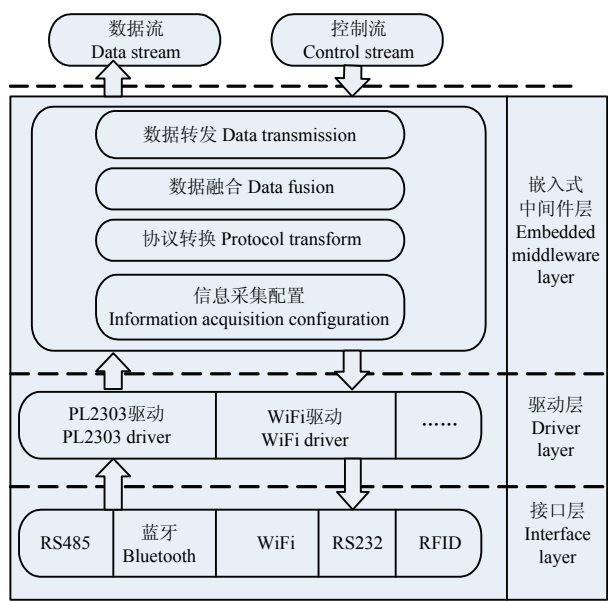 数据流
Data stream
控制流
Control stream
数据转发 Data transmission
数据融合 Data fusion
协议转换 Protocol transform
信息采集配置
Information acquisition configuration
嵌入式
中间件层
Embedded
middleware
layer
PL2303驱动
PL2303 driver
WiFi驱动
WiFi driver
……
驱动层
Driver
layer
RS485
蓝牙
Bluetooth
WiFi
RS232
RFID
接口层
Interface
layer